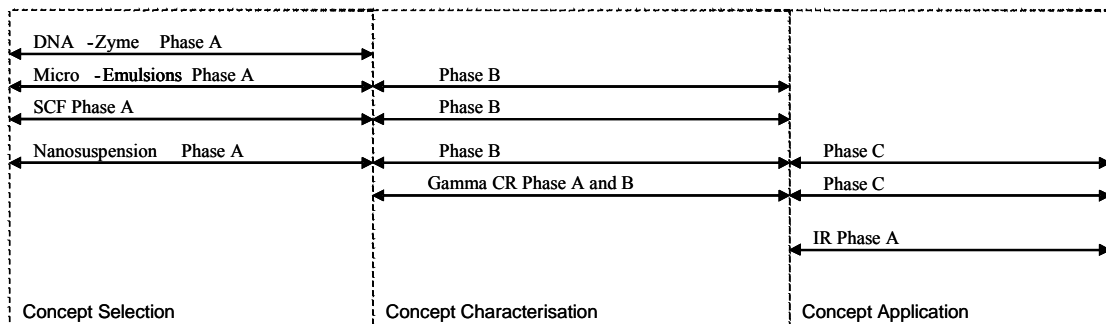 DNA -Zyme Phase A
Micro -Emulsions Phase A Phase B
SCF Phase A Phase B
Nanosuspension Phase A Phase B Phase C
Gamma CR Phase A and B Phase C
IR Phase A
Concept Selection Concept Characterisation Concept Application